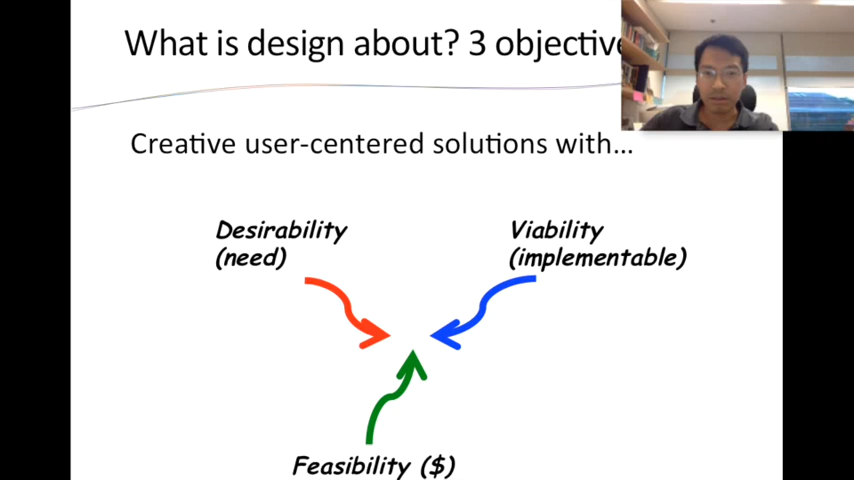 What is design about? 3 objective
Creative user-centered solutions with...
Desirability
(need)
Viability
(implementable)
Feasibility ($)